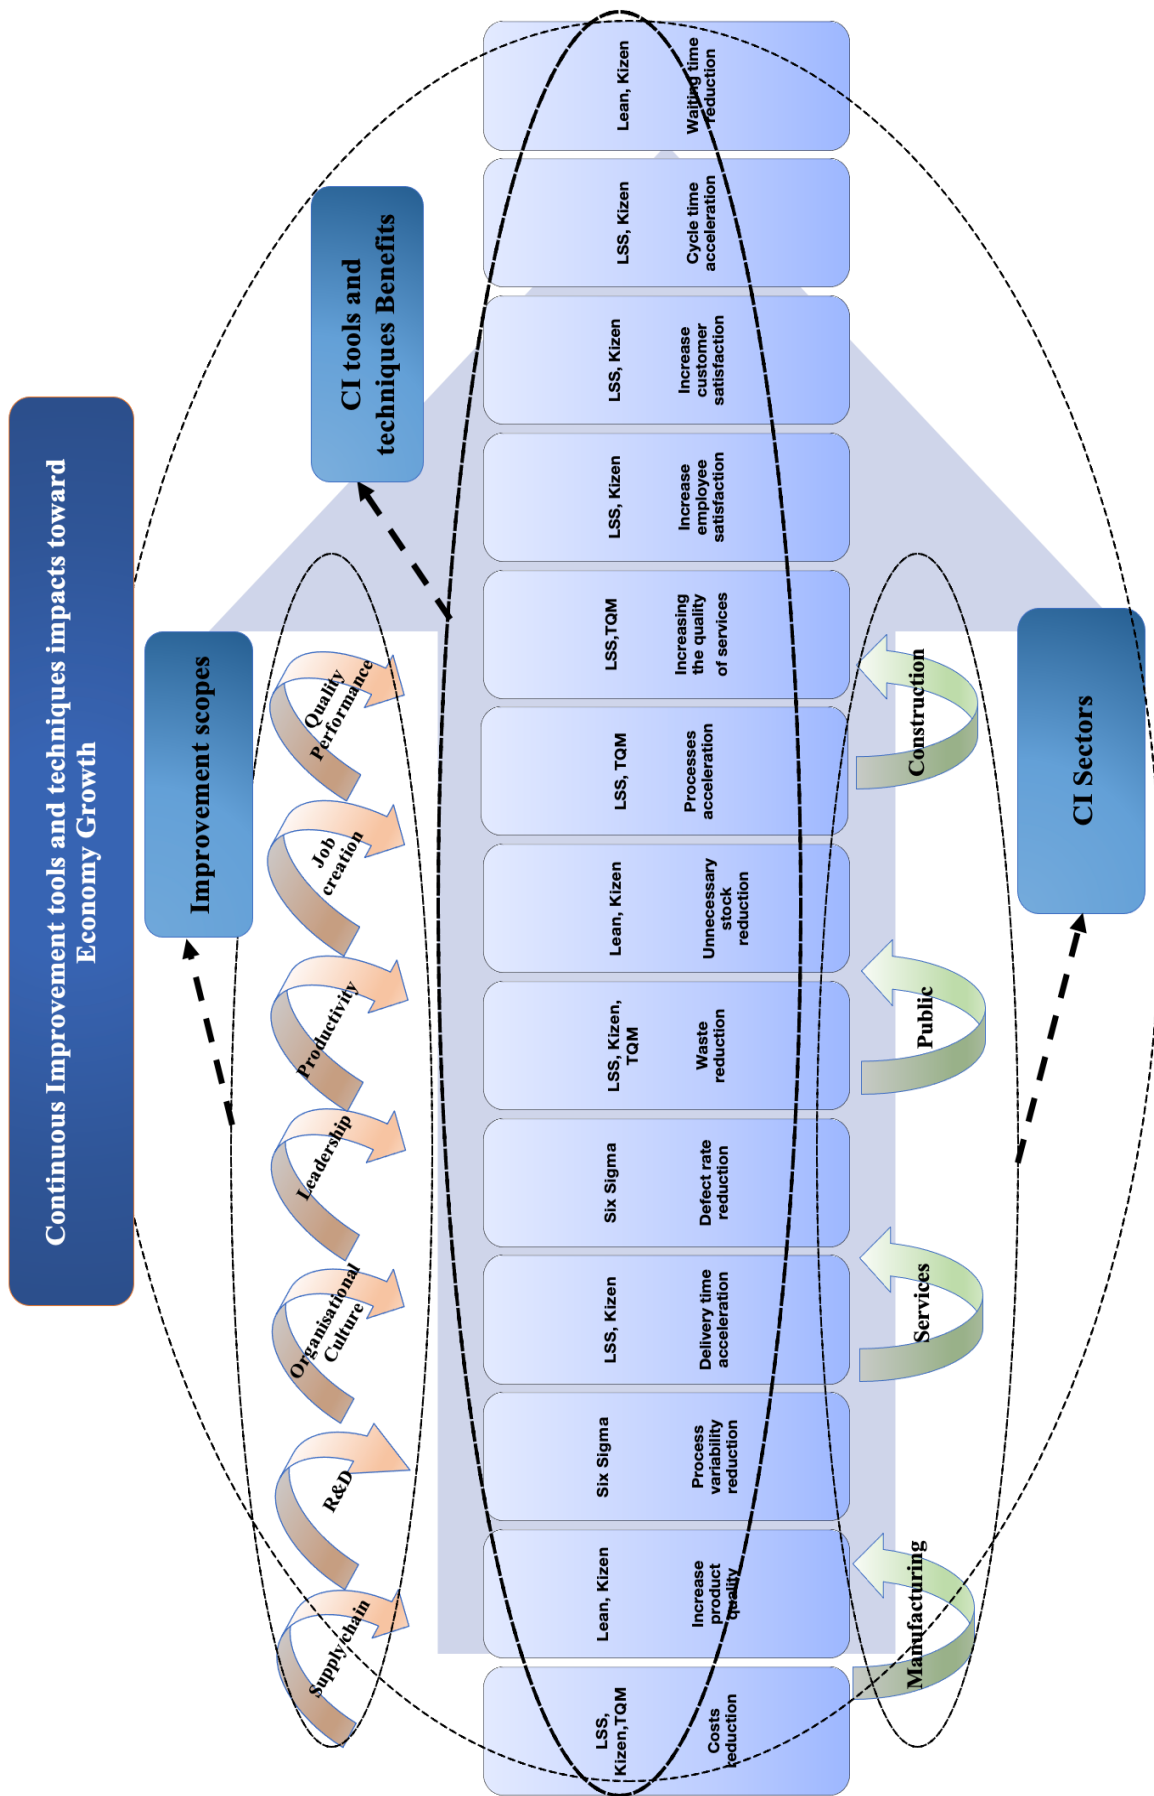 Continuous Improvement tools and techniques impacts toward
Economy Growth
Improvement scopes
CI tools and
techniques Benefits
Supply chain
R&D
Organisational
Culture
Leadership
Productivity
Job
creation
Quality
Performance
LSS,
Kizen,TQM
Costs
reduction
Lean, Kizen
Increase
product
quality
Six Sigma
Process
variability
reduction
LSS, Kizen
Delivery time
acceleration
Six Sigma
Defect rate
reduction
LSS, Kizen,
TQM
Waste
reduction
Lean, Kizen
Unnecessary
stock
reduction
LSS, TQM
Processes
acceleration
LSS,TQM
Increasing
the quality
of services
LSS, Kizen
Increase
employee
satisfaction
LSS, Kizen
Increase
customer
satisfaction
LSS, Kizen
Cycle time
acceleration
Lean, Kizen
Waiting time
reduction
Manufacturing
Services
Public
Construction
CI Sectors